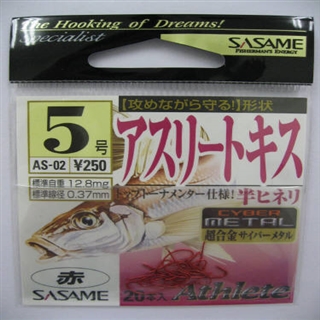 The Hooking of Dreams!
Specialist
SASAME
FISHERMAN'S ENERGY
【攻めながら守る!】形状
5号
アスリートキス
AS-02 ¥250
標準自重 12.8mg
標準線径 0.37mm
トップトーナメンター仕様! 半ヒネリ
CYBER
METAL
超合金サイバーメタル
赤
SASAME
20本入
Athlete